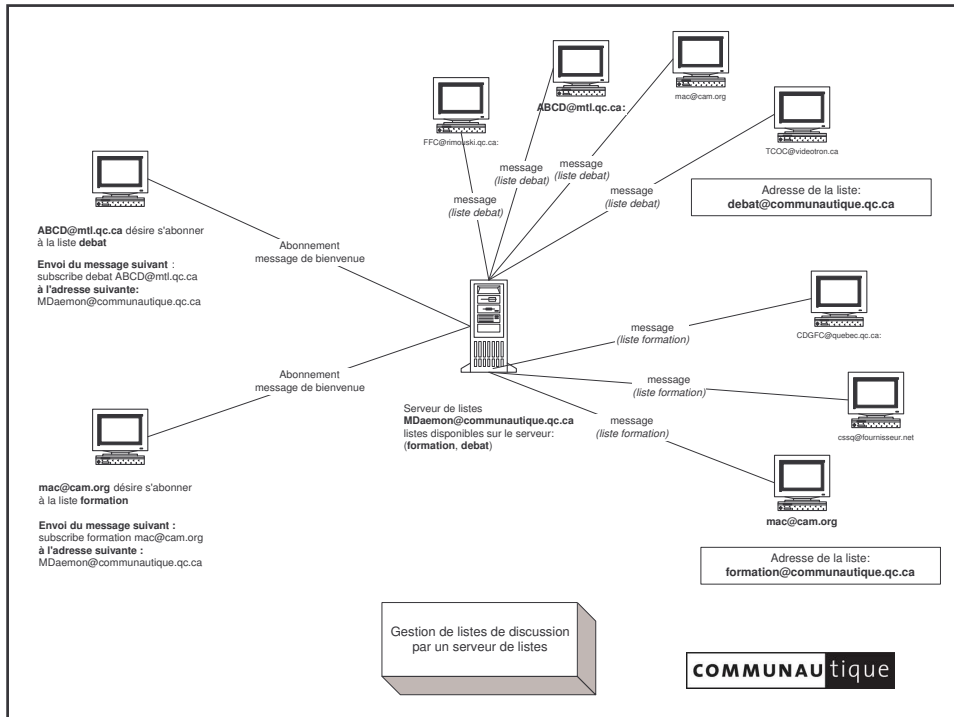 FFC@rimouski.qc.ca:
ABCD@mtl.qc.ca:
mac@cam.org
TCOC@videotron.ca
message
(liste debat)
message
(liste debat)
message
(liste debat)
message
(liste debat)
Adresse de la liste:
debat@communautique.qc.ca
ABCD@mtl.qc.ca désire s'abonner
à la liste debat
Envoi du message suivant :
subscribe debat ABCD@mtl.qc.ca
à l'adresse suivante:
MDaemon@communautique.qc.ca
Abonnement
message de bienvenue
Abonnement
message de bienvenue
mac@cam.org désire s'abonner
à la liste formation
Envoi du message suivant :
subscribe formation mac@cam.org
à l'adresse suivante :
MDaemon@communautique.qc.ca
Serveur de listes
MDaemon@communautique.qc.ca
listes disponibles sur le serveur:
(formation, debat)
message
(liste formation)
CDGFC@quebec.qc.ca:
message
(liste formation)
cssq@fournisseur.net
message
(liste formation)
mac@cam.org
Adresse de la liste:
formation@communautique.qc.ca
Gestion de listes de discussion
par un serveur de listes
COMMUNAUtique